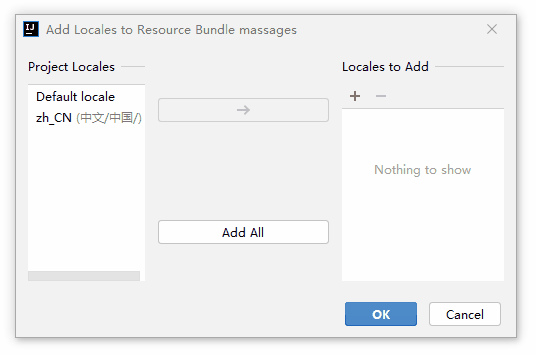 IJ
Add Locales to Resource Bundle massages
Project Locales
Default locale
zh_CN (中文/中国/)
Add All
Locales to Add
Nothing to show
OK
Cancel